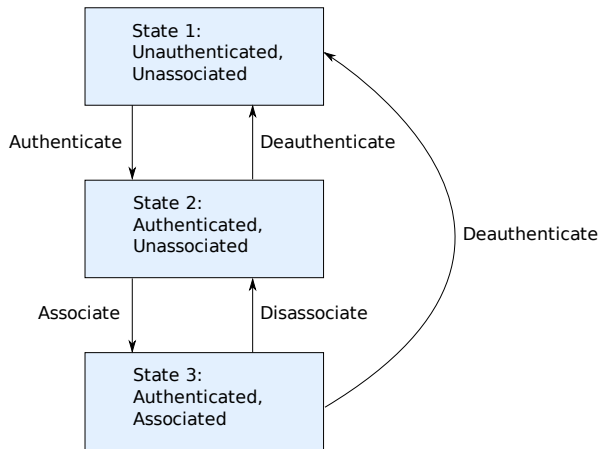 State 1:
Unauthenticated,
Unassociated
Authenticate
Deauthenticate
State 2:
Authenticated,
Unassociated
Deauthenticate
Associate
Disassociate
State 3:
Authenticated,
Associated